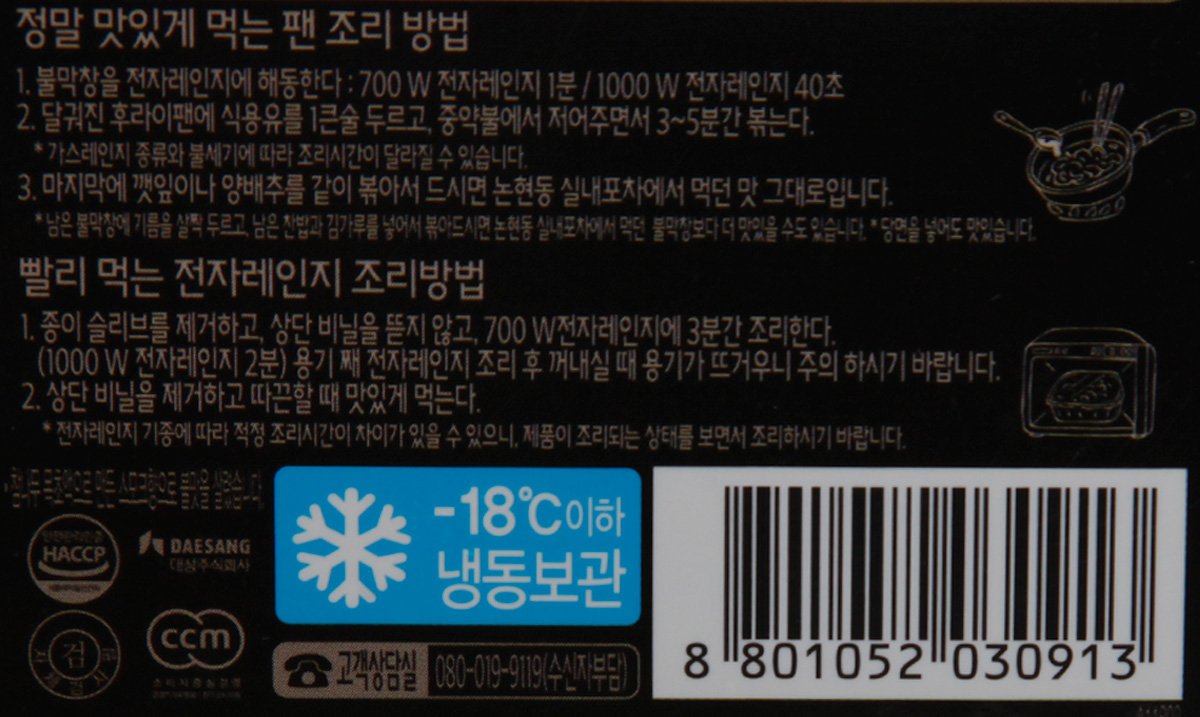 정말 맛있게 먹는 팬 조리 방법
1. 불막창을 전자레인지에 해동한다 : 700 W 전자레인지 1분 / 1000 W 전자레인지 40초
2. 달궈진 후라이팬에 식용유를 1큰술 두르고, 중약불에서 저어주면서 3~5분간 볶는다.
* 가스레인지 종류와 불세기에 따라 조리시간이 달라질 수 있습니다.
3. 마지막에 깻잎이나 양배추를 같이 볶아서 드시면 논현동 실내포차에서 먹던 맛 그대로입니다.
* 남은 불막창에 기름을 살짝 두르고, 남은 찬밥과 김가루를 넣어서 볶아드시면 논현동 실내포차에서 먹던 불막창보다 더 맛있을 수도 있습니다. * 당면을 넣어도 맛있습니다.
빨리 먹는 전자레인지 조리방법
1. 종이 슬리브를 제거하고, 상단 비닐을 뜯지 않고, 700 W전자레인지에 3분간 조리한다.
(1000 W 전자레인지 2분) 용기 째 전자레인지 조리 후 꺼내실 때 용기가 뜨거우니 주의 하시기 바랍니다.
2. 상단 비닐을 제거하고 따끈할 때 맛있게 먹는다.
* 전자레인지 기종에 따라 적정 조리시간이 차이가 있을 수 있으니, 제품이 조리되는 상태를 보면서 조리하시기 바랍니다.
HACCP
DAESANG
대상주식회사
-18℃이하
냉동보관
검
ccm
고객상담실 080-019-9119(수신자부담)
8 801052 030913